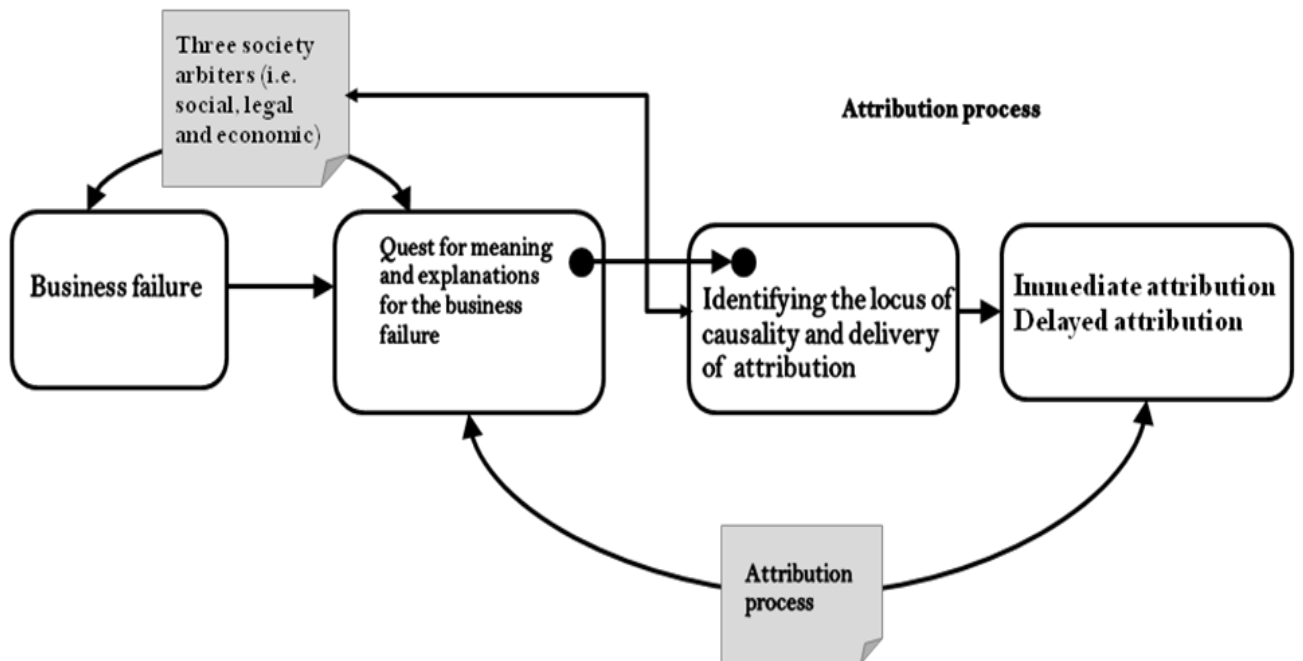 Three society
arbiters (i.e.
social, legal
and economic)
Attribution process
Business failure
Quest for meaning
and explanations
for the business
failure
Identifying the locus of
causality and delivery
of attribution
Immediate attribution
Delayed attribution
Attribution
process